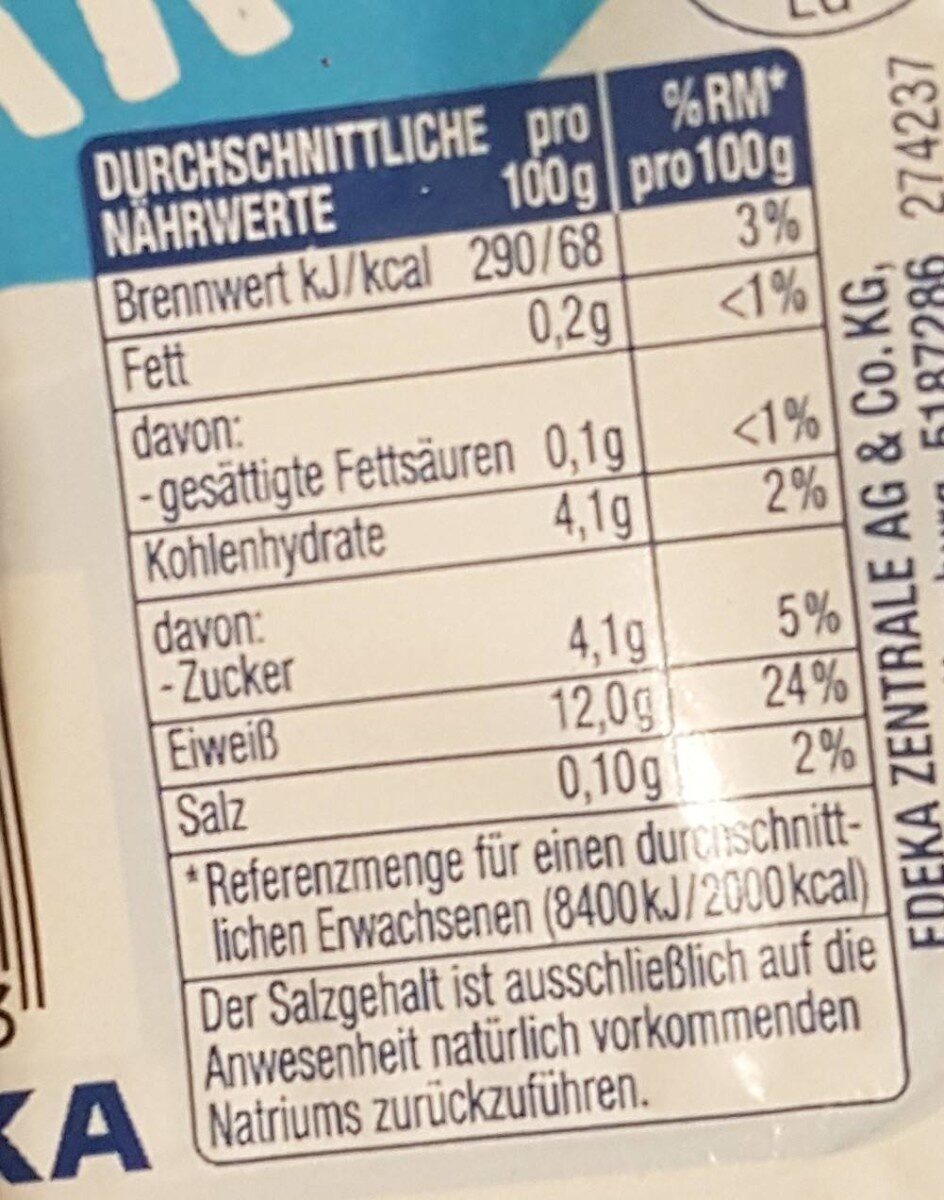 DURCHSCHNITTLICHE NÄHRWERTE pro 100g %RM* pro 100g
Brennwert kJ/kcal 290/68 3%
Fett 0,2g <1%
davon:
-gesättigte Fettsäuren 0,1g <1%
Kohlenhydrate 4,1g 2%
davon:
-Zucker 4,1g 5%
Eiweiß 12,0g 24%
Salz 0,10g 2%
*Referenzmenge für einen durchschnitt-
lichen Erwachsenen (8400kJ/2000kcal)
Der Salzgehalt ist ausschließlich auf die
Anwesenheit natürlich vorkommenden
Natriums zurückzuführen.
EDEKA ZENTRALE AG & Co. KG, 274237
5187286
KA